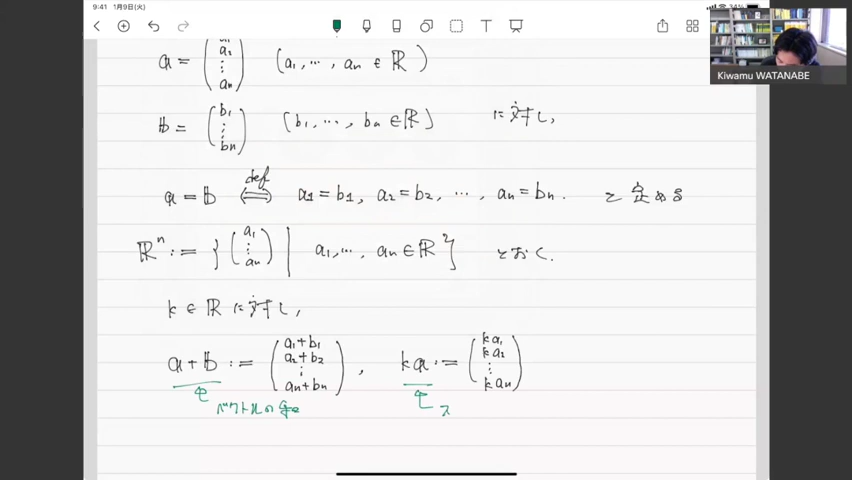 9:41 1月9日(火)
34%
Kiwamu WATANABE
a = (a₁ a₂ ⋮ aₙ) (a₁, ⋯, aₙ ∈ ℝ)
b = (b₁ ⋮ bₙ) (b₁, ⋯, bₙ ∈ ℝ) に対し,
a = b ⇔ def a₁ = b₁, a₂ = b₂, ⋯, aₙ = bₙ. と定める
ℝⁿ := { (a₁ ⋮ aₙ) | a₁, ⋯, aₙ ∈ ℝ } とおく.
k ∈ ℝ に対し,
a + b := (a₁+b₁ a₂+b₂ ⋮ aₙ+bₙ), ka := (ka₁ ka₂ ⋮ kaₙ)
ベクトルの和 ス